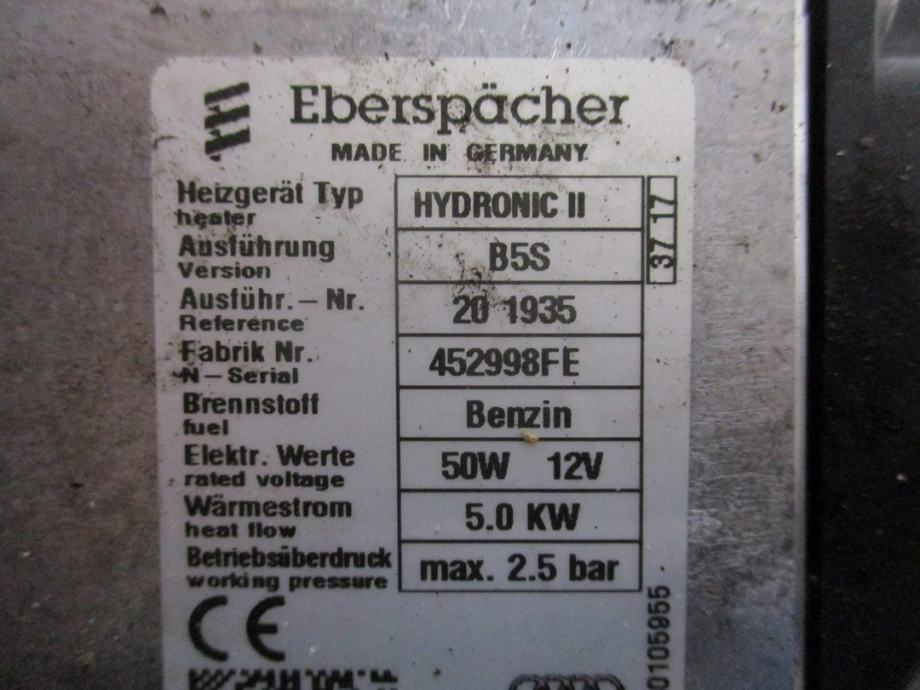 Eberspächer
MADE IN GERMANY
Heizgerät Typ HYDRONIC II
heater
37 17
Ausführung B5S
Version
Ausführ. – Nr. 20 1935
Reference
Fabrik Nr. 452998FE
N – Serial
Brennstoff Benzin
fuel
Elektr. Werte 50W 12V
rated voltage
Wärmestrom 5.0 KW
heat flow
Betriebsüberdruck max. 2.5 bar
working pressure
CE
0105955